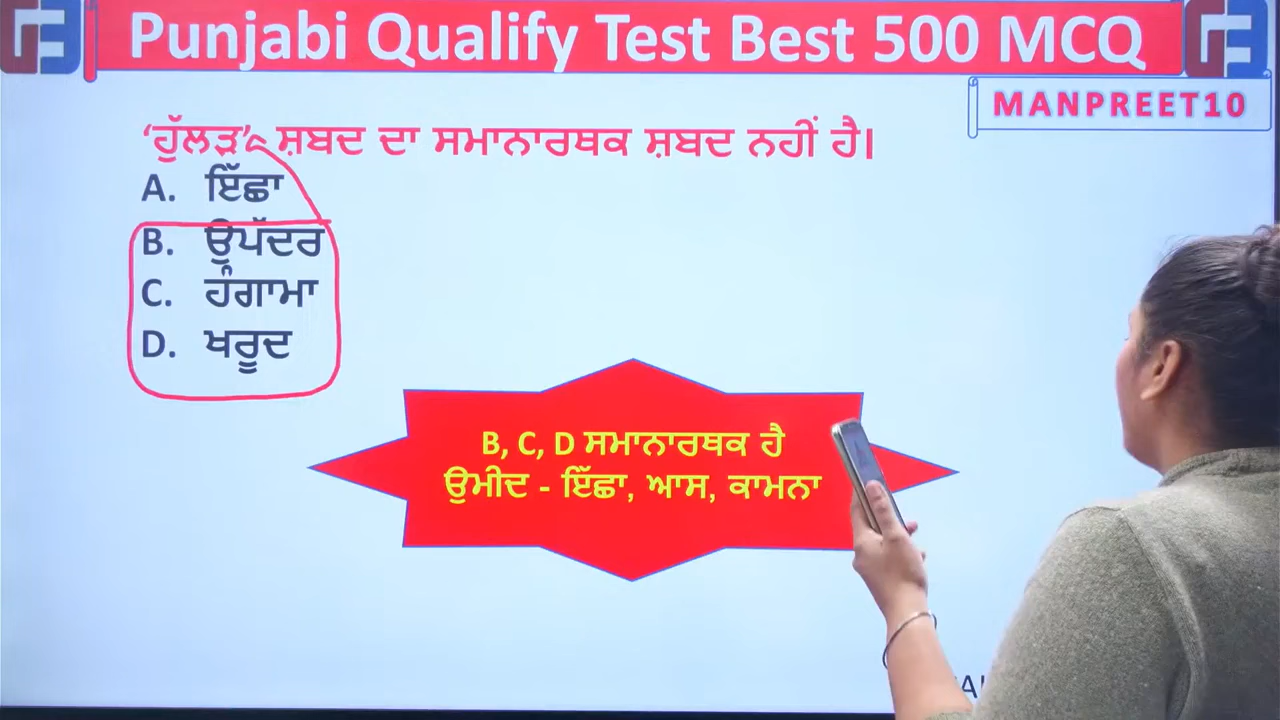 Punjabi Qualify Test Best 500 MCQ
MANPREET10
‘ਹੁੱਲੜ’ ਸ਼ਬਦ ਦਾ ਸਮਾਨਾਰਥਕ ਸ਼ਬਦ ਨਹੀਂ ਹੈ।
A. ਇੱਛਾ
B. ਉਪੱਦਰ
C. ਹੰਗਾਮਾ
D. ਖਰੂਦ
B, C, D ਸਮਾਨਾਰਥਕ ਹੈ
ਉਮੀਦ - ਇੱਛਾ, ਆਸ, ਕਾਮਨਾ